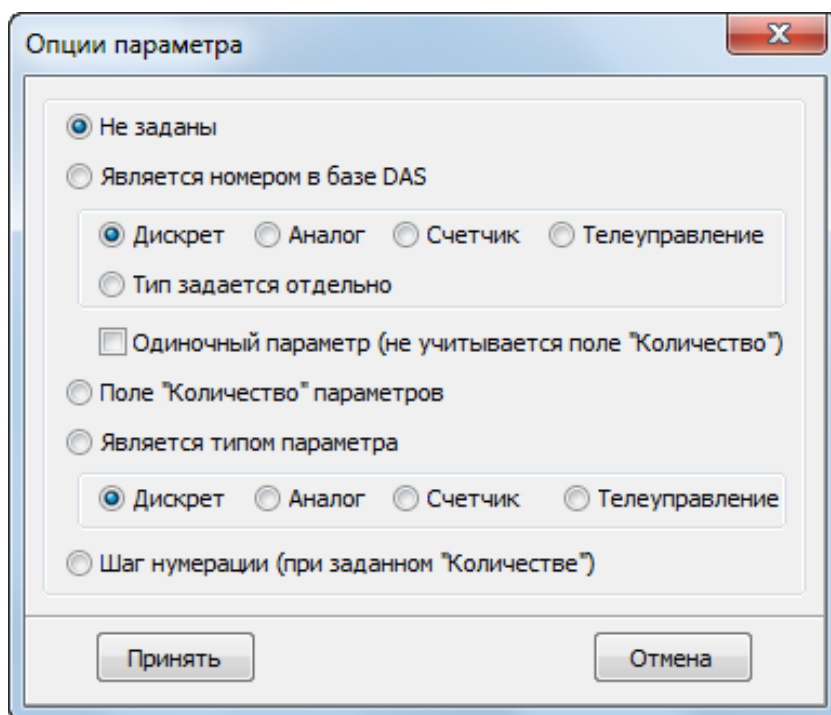 Опции параметра
Не заданы
Является номером в базе DAS
Дискрет Аналог Счетчик Телеуправление
Тип задается отдельно
Одиночный параметр (не учитывается поле "Количество")
Поле "Количество" параметров
Является типом параметра
Дискрет Аналог Счетчик Телеуправление
Шаг нумерации (при заданном "Количестве")
Принять Отмена